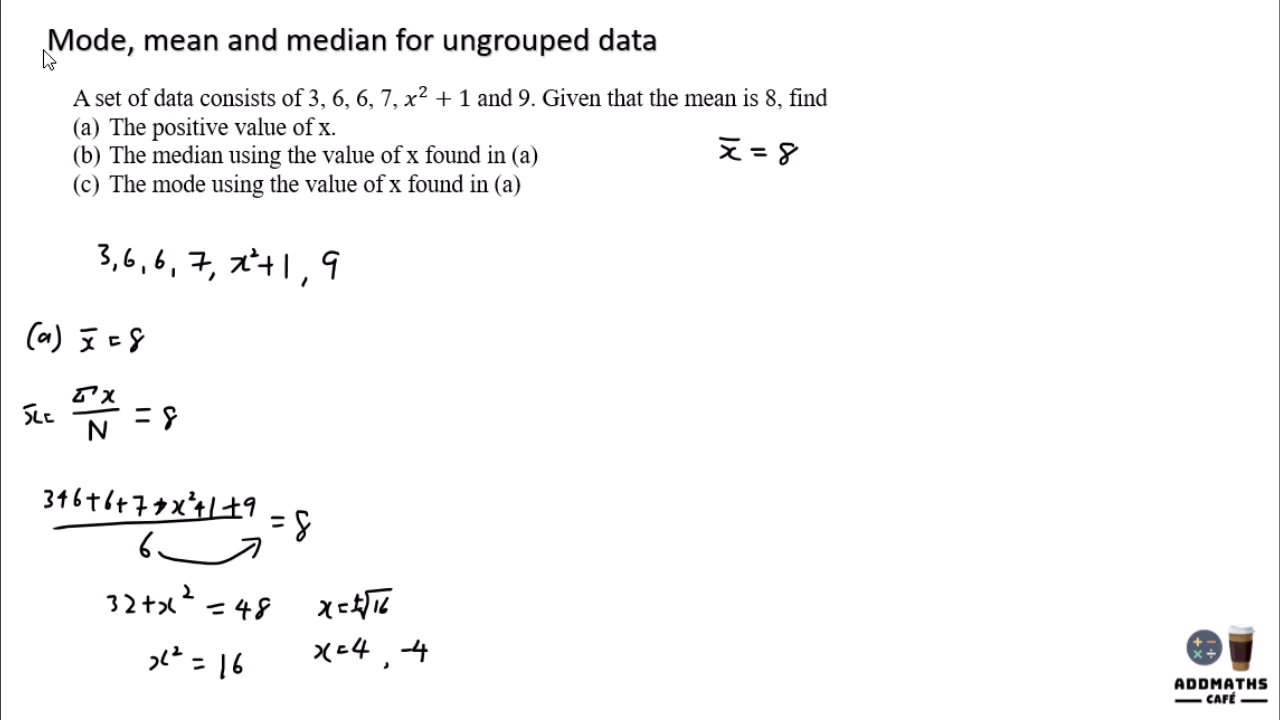 Mode, mean and median for ungrouped data
A set of data consists of 3, 6, 6, 7, x² + 1 and 9. Given that the mean is 8, find
(a) The positive value of x.
(b) The median using the value of x found in (a)
(c) The mode using the value of x found in (a)
x̄ = 8
3, 6, 6, 7, x²+1, 9
(a) x̄ = 8
x̄ = Σx/N = 8
3+6+6+7+x²+1+9
= 8
6
32+x² = 48
x=±√16
x² = 16
x=4, -4
+ −
× ÷
ADDMATHS
CAFÉ